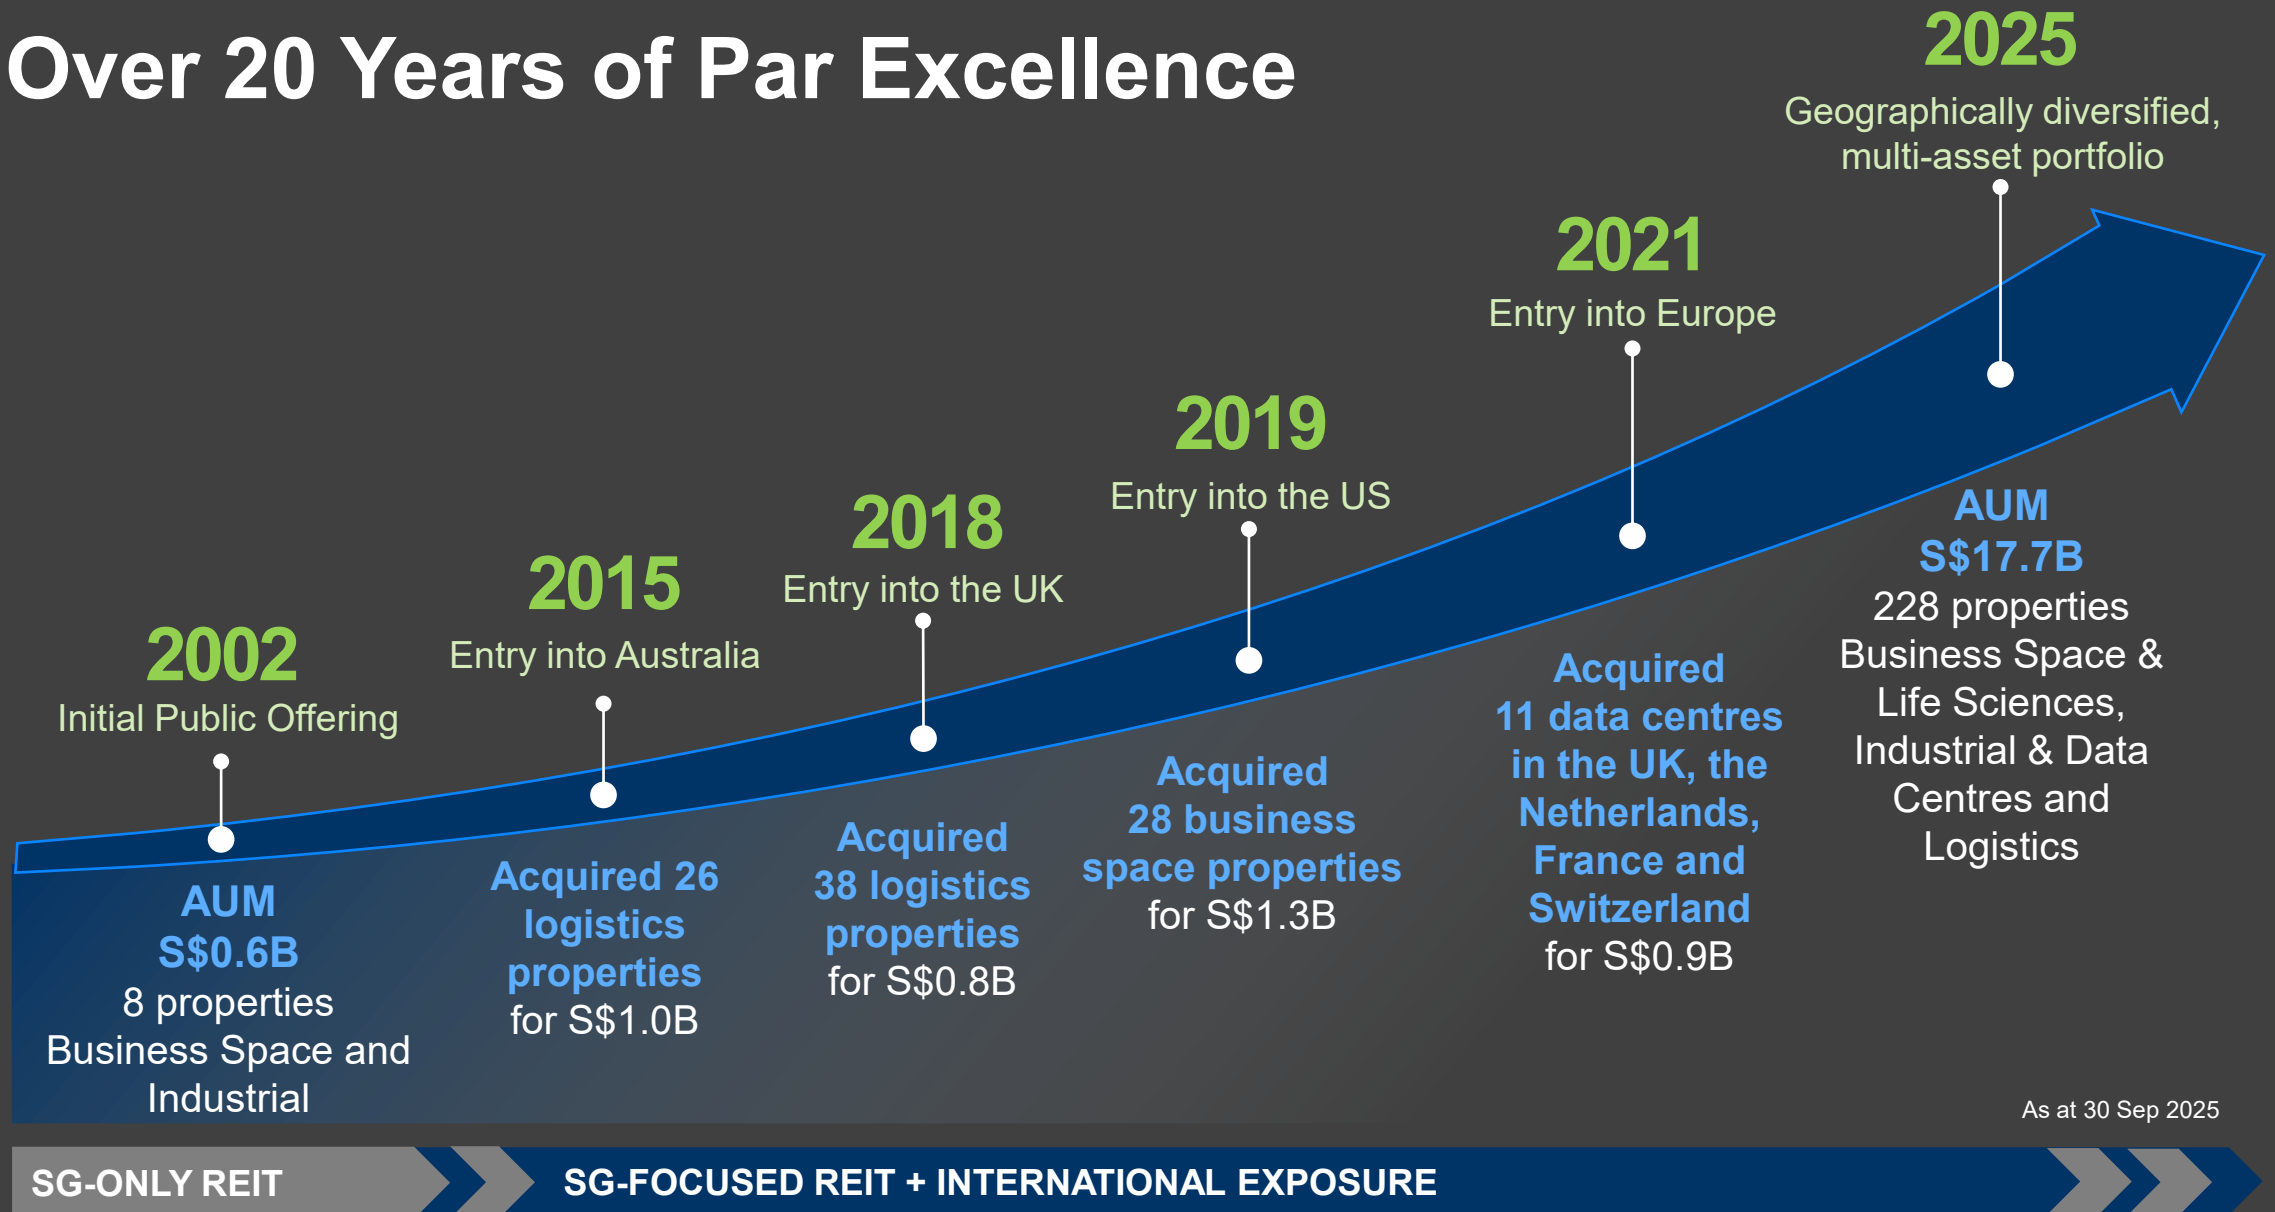 Over 20 Years of Par Excellence
2002
Initial Public Offering
AUM
S$0.6B
8 properties
Business Space and
Industrial
2015
Entry into Australia
Acquired 26
logistics
properties
for S$1.0B
2018
Entry into the UK
Acquired
38 logistics
properties
for S$0.8B
2019
Entry into the US
Acquired
28 business
space properties
for S$1.3B
2021
Entry into Europe
Acquired
11 data centres
in the UK, the
Netherlands,
France and
Switzerland
for S$0.9B
2025
Geographically diversified,
multi-asset portfolio
AUM
S$17.7B
228 properties
Business Space &
Life Sciences,
Industrial & Data
Centres and
Logistics
As at 30 Sep 2025
SG-ONLY REIT
SG-FOCUSED REIT + INTERNATIONAL EXPOSURE